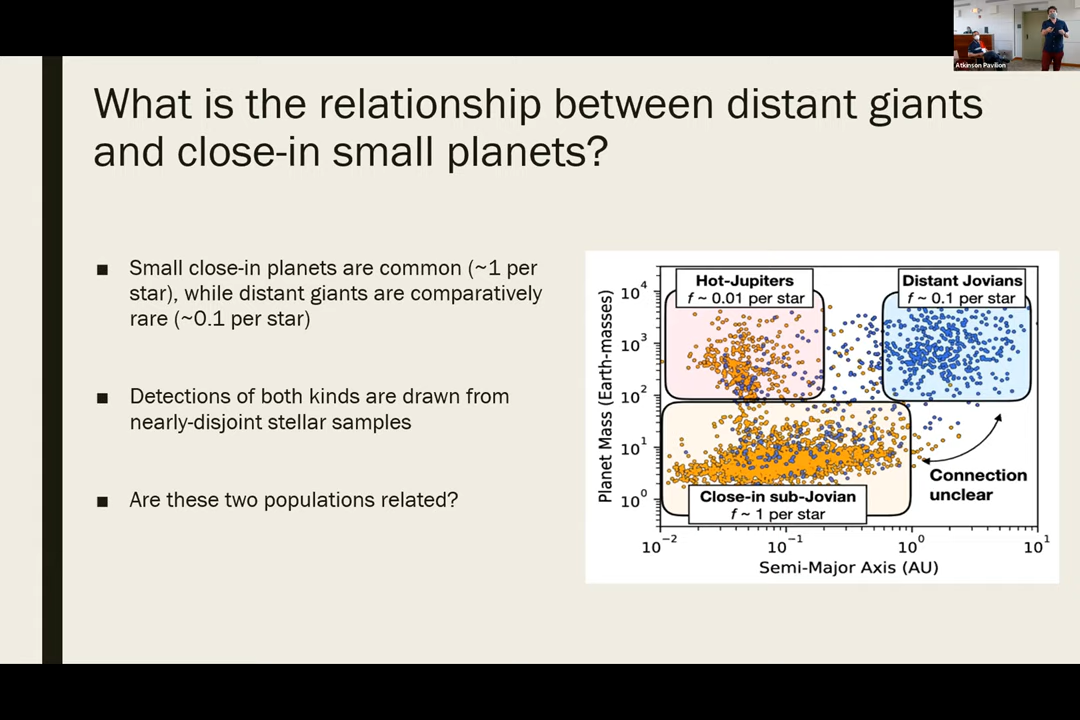 Atkinson Pavilion
What is the relationship between distant giants
and close-in small planets?
■ Small close-in planets are common (~1 per
star), while distant giants are comparatively
rare (~0.1 per star)
■ Detections of both kinds are drawn from
nearly-disjoint stellar samples
■ Are these two populations related?
Hot-Jupiters
f ~ 0.01 per star
Distant Jovians
f ~ 0.1 per star
Planet Mass (Earth-masses)
10⁴
10³
10²
10¹
10⁰
Connection
unclear
Close-in sub-Jovian
f ~ 1 per star
10⁻² 10⁻¹ 10⁰ 10¹
Semi-Major Axis (AU)